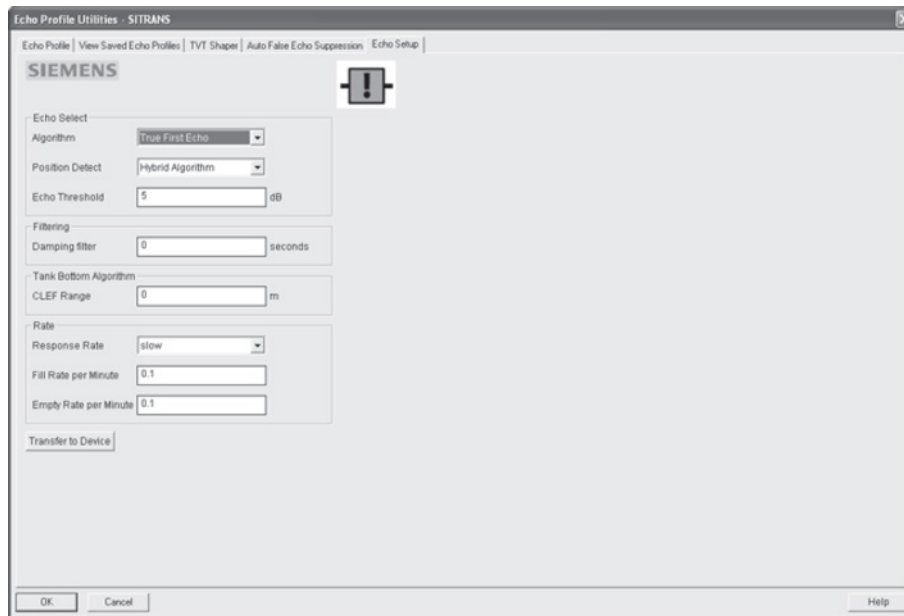 Echo Profile Utilities - SITRANS
Echo Profile
View Saved Echo Profiles
TVT Shaper
Auto False Echo Suppression
Echo Setup
SIEMENS
!
Echo Select
Algorithm True First Echo
Position Detect Hybrid Algorithm
Echo Threshold 5 dB
Filtering
Damping filter 0 seconds
Tank Bottom Algorithm
CLEF Range 0 m
Rate
Response Rate slow
Fill Rate per Minute 0.1
Empty Rate per Minute 0.1
Transfer to Device
OK
Cancel
Help